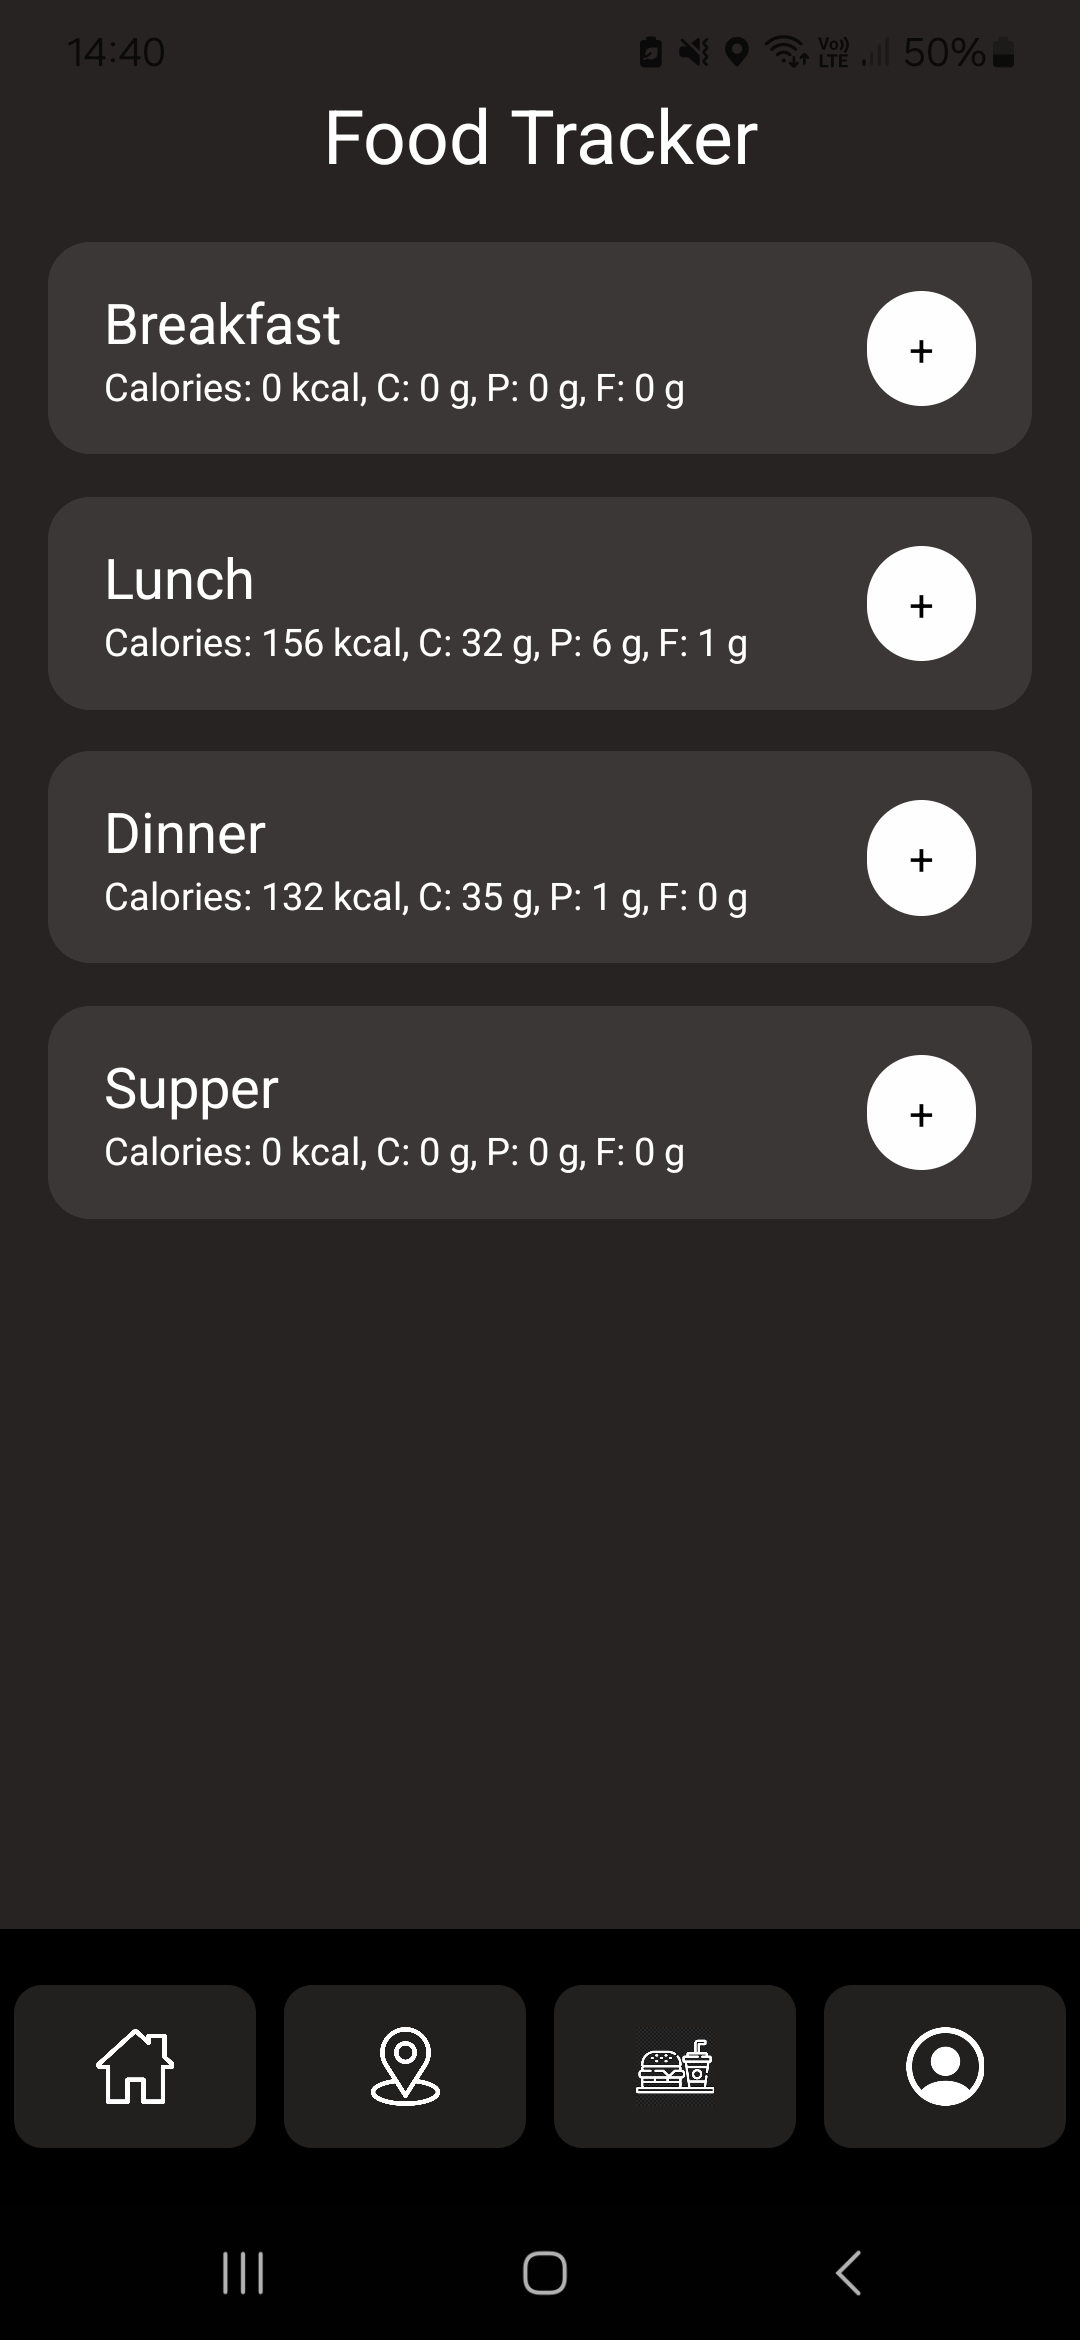 14:40
Vo)) LTE 50%
Food Tracker
Breakfast
Calories: 0 kcal, C: 0 g, P: 0 g, F: 0 g
+
Lunch
Calories: 156 kcal, C: 32 g, P: 6 g, F: 1 g
+
Dinner
Calories: 132 kcal, C: 35 g, P: 1 g, F: 0 g
+
Supper
Calories: 0 kcal, C: 0 g, P: 0 g, F: 0 g
+